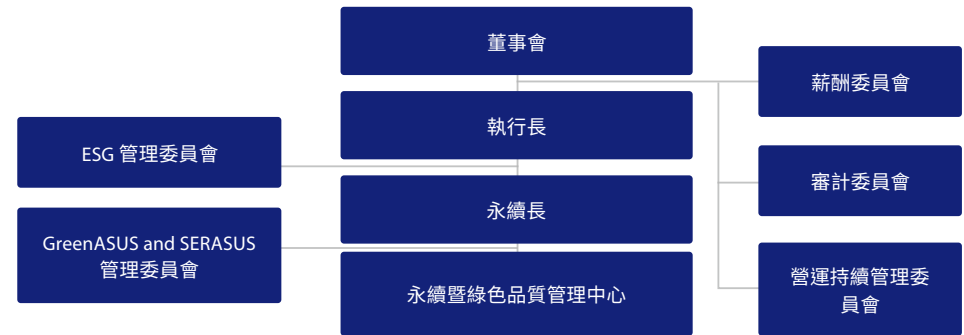 董事會
薪酬委員會
執行長
ESG 管理委員會
審計委員會
永續長
GreenASUS and SERASUS
管理委員會
營運持續管理委
員會
永續暨綠色品質管理中心